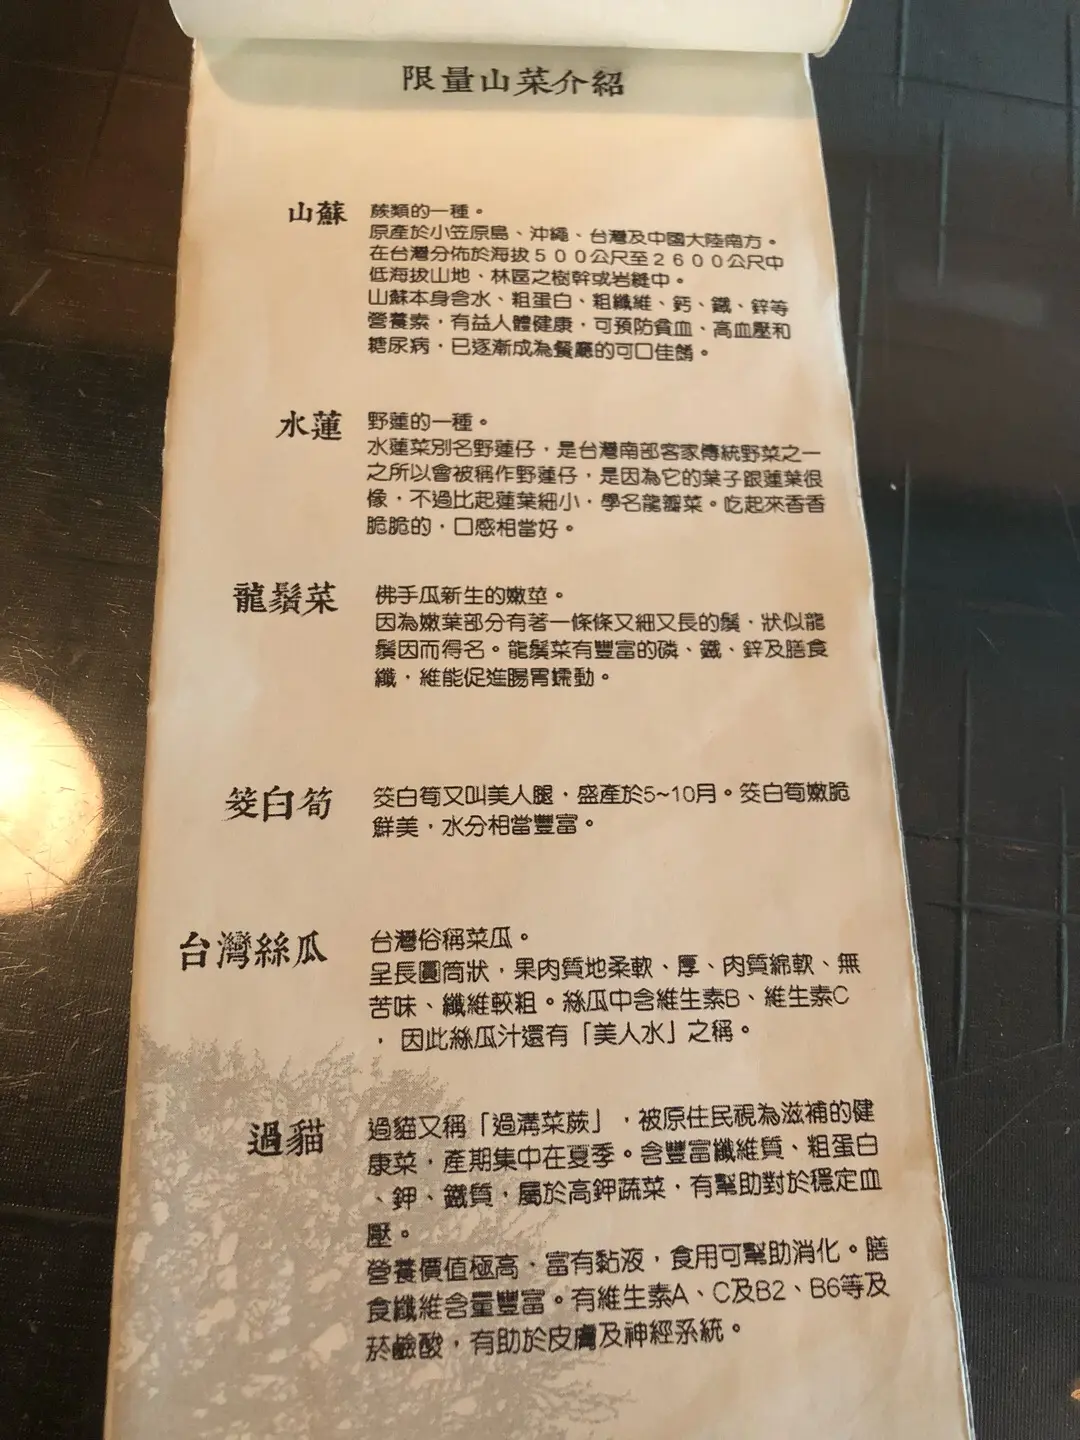 限量山菜介紹
山蘇 蕨類的一種。
原產於小笠原島、沖繩、台灣及中國大陸南方。
在台灣分佈於海拔500公尺至2600公尺中
低海拔山地、林區之樹幹或岩縫中。
山蘇本身含水、粗蛋白、粗纖維、鈣、鐵、鋅等
營養素，有益人體健康，可預防貧血、高血壓和
糖尿病，已逐漸成為餐廳的可口佳餚。
水蓮 野蓮的一種。
水蓮菜別名野蓮仔，是台灣南部客家傳統野菜之一
之所以會被稱作野蓮仔，是因為它的葉子跟蓮葉很
像，不過比起蓮葉細小，學名龍瓣菜。吃起來香香
脆脆的，口感相當好。
龍鬚菜 佛手瓜新生的嫩莖。
因為嫩葉部分有著一條條又細又長的鬚，狀似龍
鬚因而得名。龍鬚菜有豐富的磷、鐵、鋅及膳食
纖，維能促進腸胃蠕動。
筊白筍 筊白筍又叫美人腿，盛產於5~10月。筊白筍嫩脆
鮮美，水分相當豐富。
台灣絲瓜 台灣俗稱菜瓜。
呈長圓筒狀，果肉質地柔軟、厚、肉質綿軟、無
苦味、纖維較粗。絲瓜中含維生素B、維生素C
，因此絲瓜汁還有「美人水」之稱。
過貓 過貓又稱「過溝菜蕨」，被原住民視為滋補的健
康菜，產期集中在夏季。含豐富纖維質、粗蛋白
、鉀、鐵質，屬於高鉀蔬菜，有幫助對於穩定血
壓。
營養價值極高，富有黏液，食用可幫助消化。膳
食纖維含量豐富。有維生素A、C及B2、B6等及
菸鹼酸，有助於皮膚及神經系統。